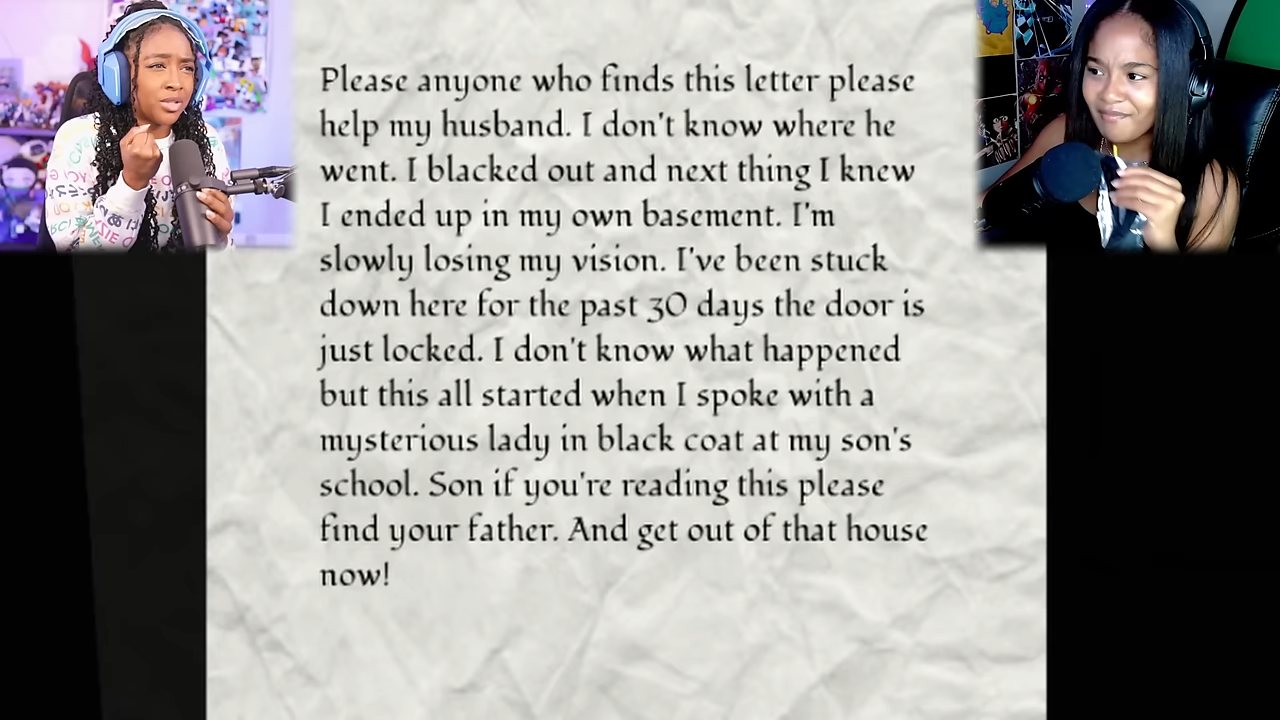 Please anyone who finds this letter please
help my husband. I don't know where he
went. I blacked out and next thing I knew
I ended up in my own basement. I'm
slowly losing my vision. I've been stuck
down here for the past 30 days the door is
just locked. I don't know what happened
but this all started when I spoke with a
mysterious lady in black coat at my son's
school. Son if you're reading this please
find your father. And get out of that house
now!